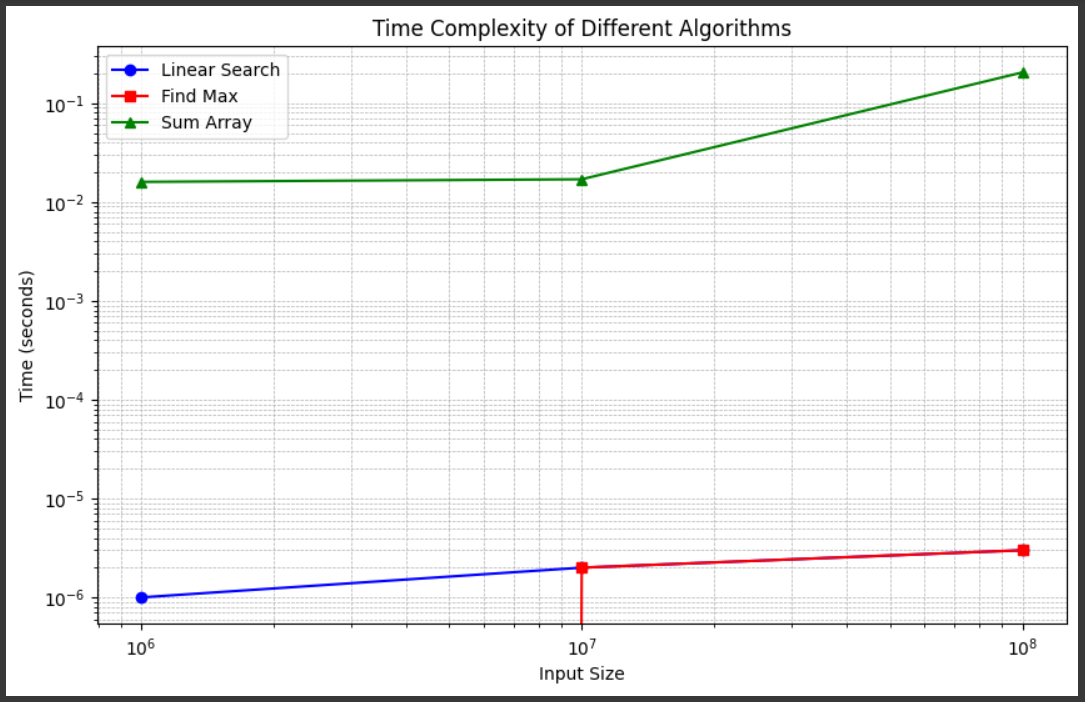 Time Complexity of Different Algorithms
Linear Search
Find Max
Sum Array
10⁻¹
10⁻²
10⁻³
10⁻⁴
10⁻⁵
10⁻⁶
Time (seconds)
10⁶ 10⁷ 10⁸
Input Size